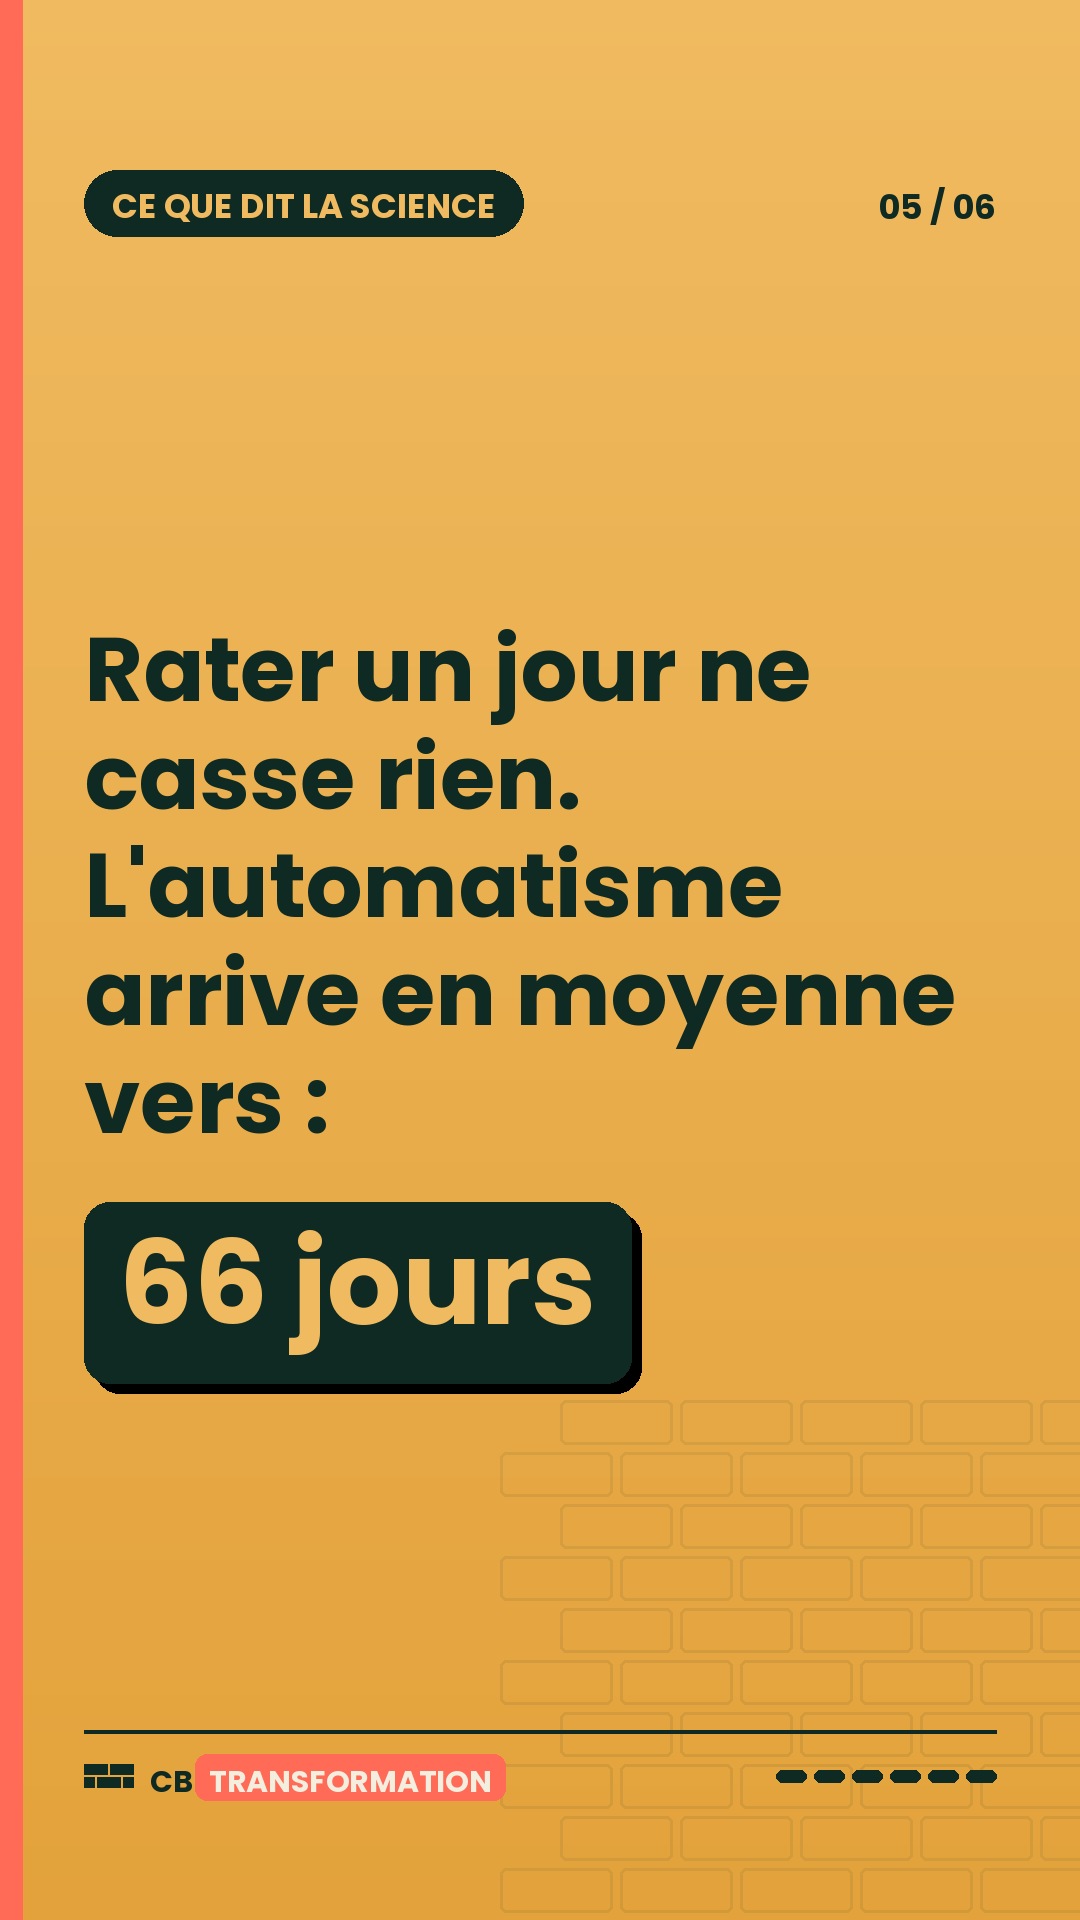 CE QUE DIT LA SCIENCE
05 / 06
Rater un jour ne
casse rien.
L'automatisme
arrive en moyenne
vers :
66 jours
CB TRANSFORMATION